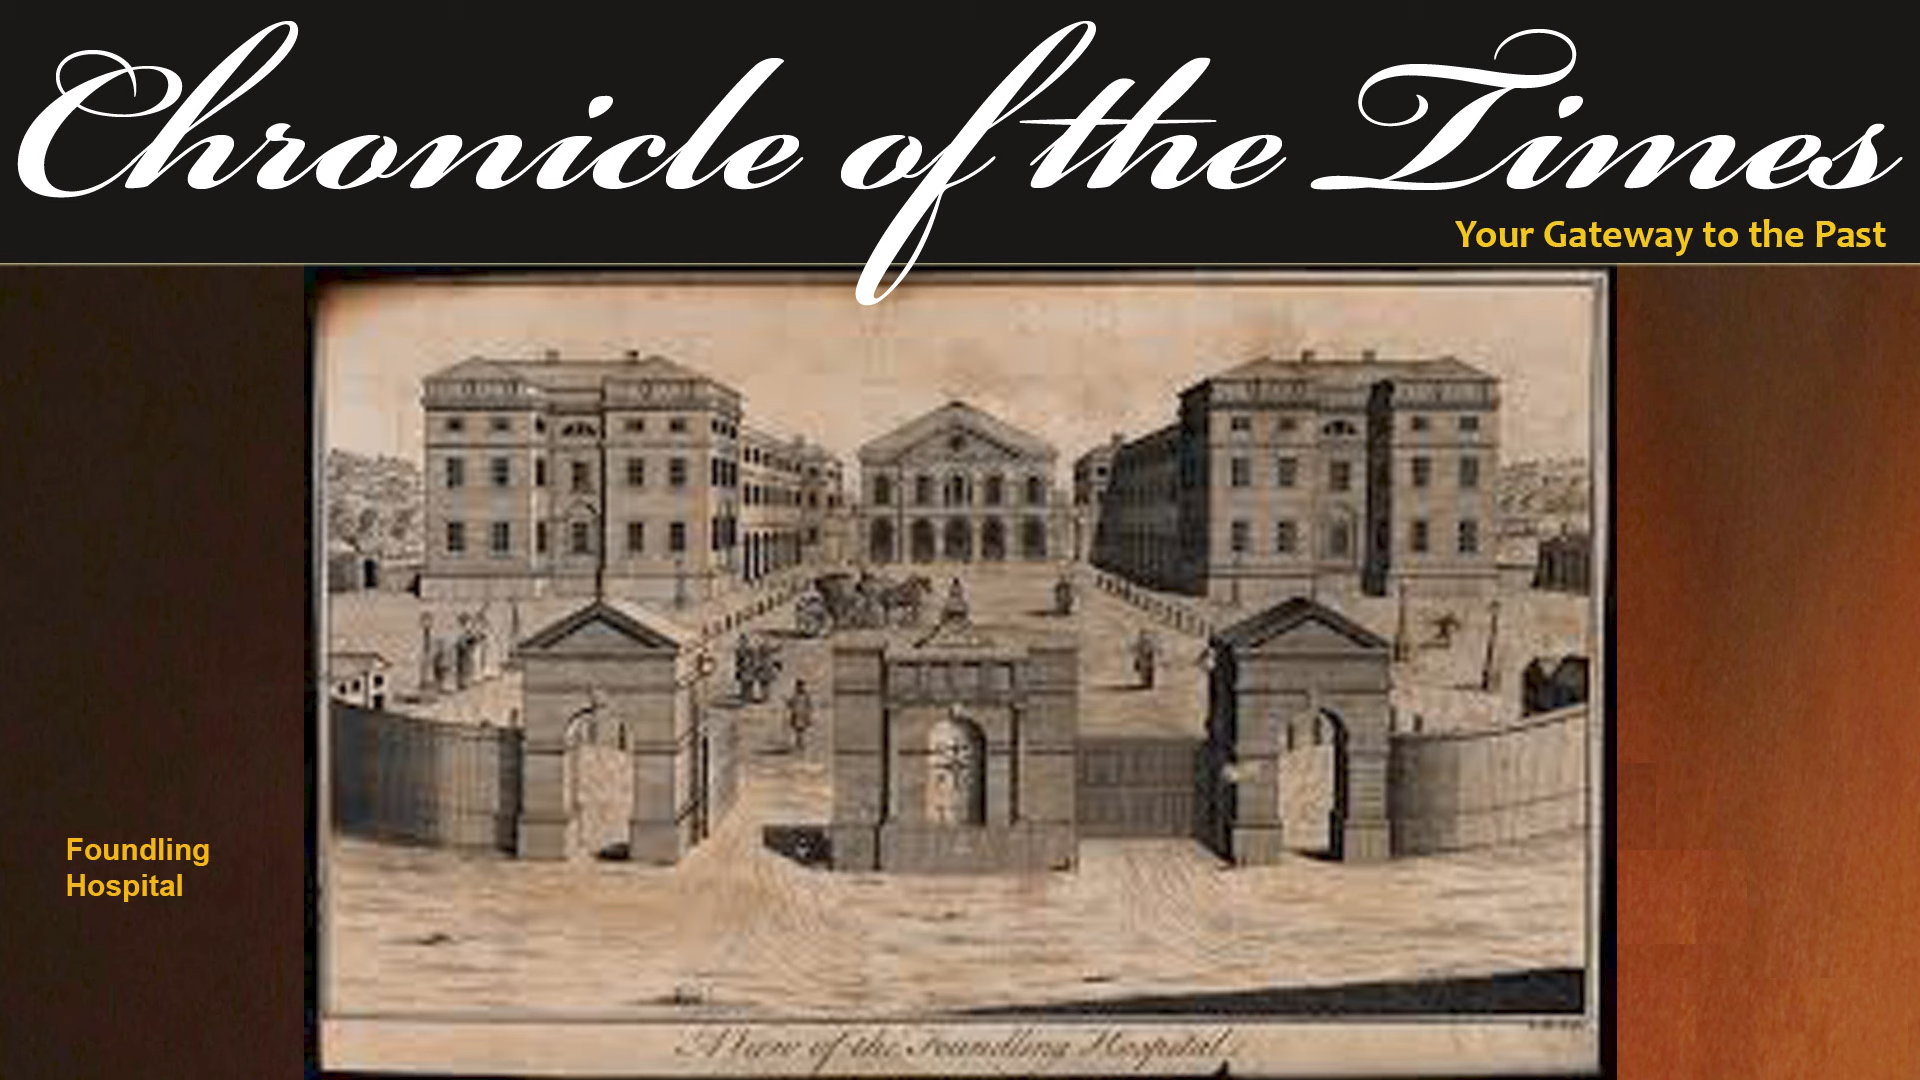 Chronicle of the Times
Your Gateway to the Past
Foundling
Hospital
A View of the Foundling Hospital.